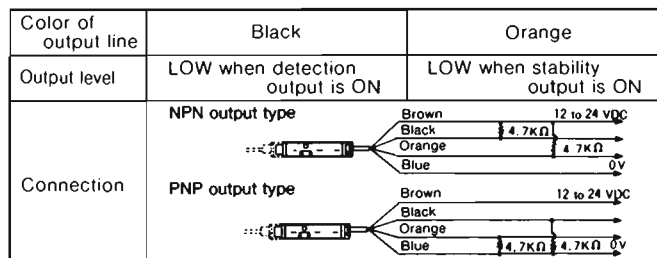 Color of output line
Black
Orange
Output level
LOW when detection output is ON
LOW when stability output is ON
Connection
NPN output type
Brown 12 to 24 VDC
Black 4.7KΩ
Orange 4.7KΩ
Blue 0V
PNP output type
Brown 12 to 24 VDC
Black
Orange
Blue 4.7KΩ 4.7KΩ 0V